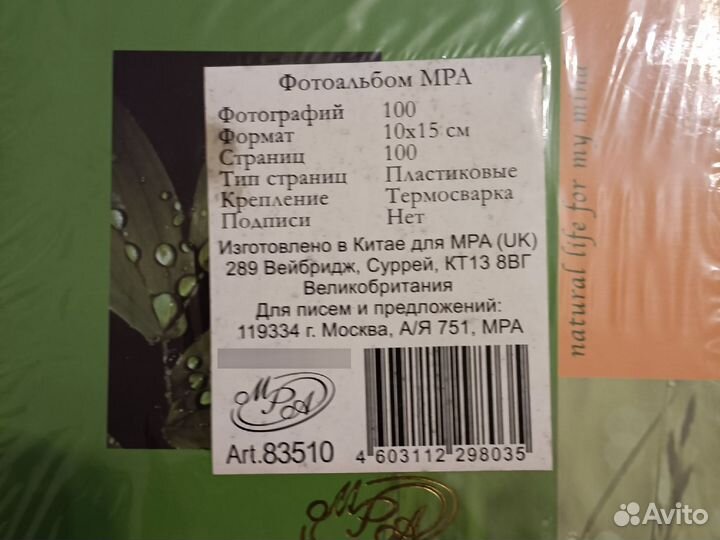 Фотоальбом МРА
Фотографий 100
Формат 10х15 см
Страниц 100
Тип страниц Пластиковые
Крепление Термосварка
Подписи Нет
Изготовлено в Китае для МРА (UK)
289 Вейбридж, Суррей, КТ13 8ВГ
Великобритания
Для писем и предложений:
119334 г. Москва, А/Я 751, МРА
МРА
Art.83510
4 603112 298035
МРА
natural life for my mind
Avito